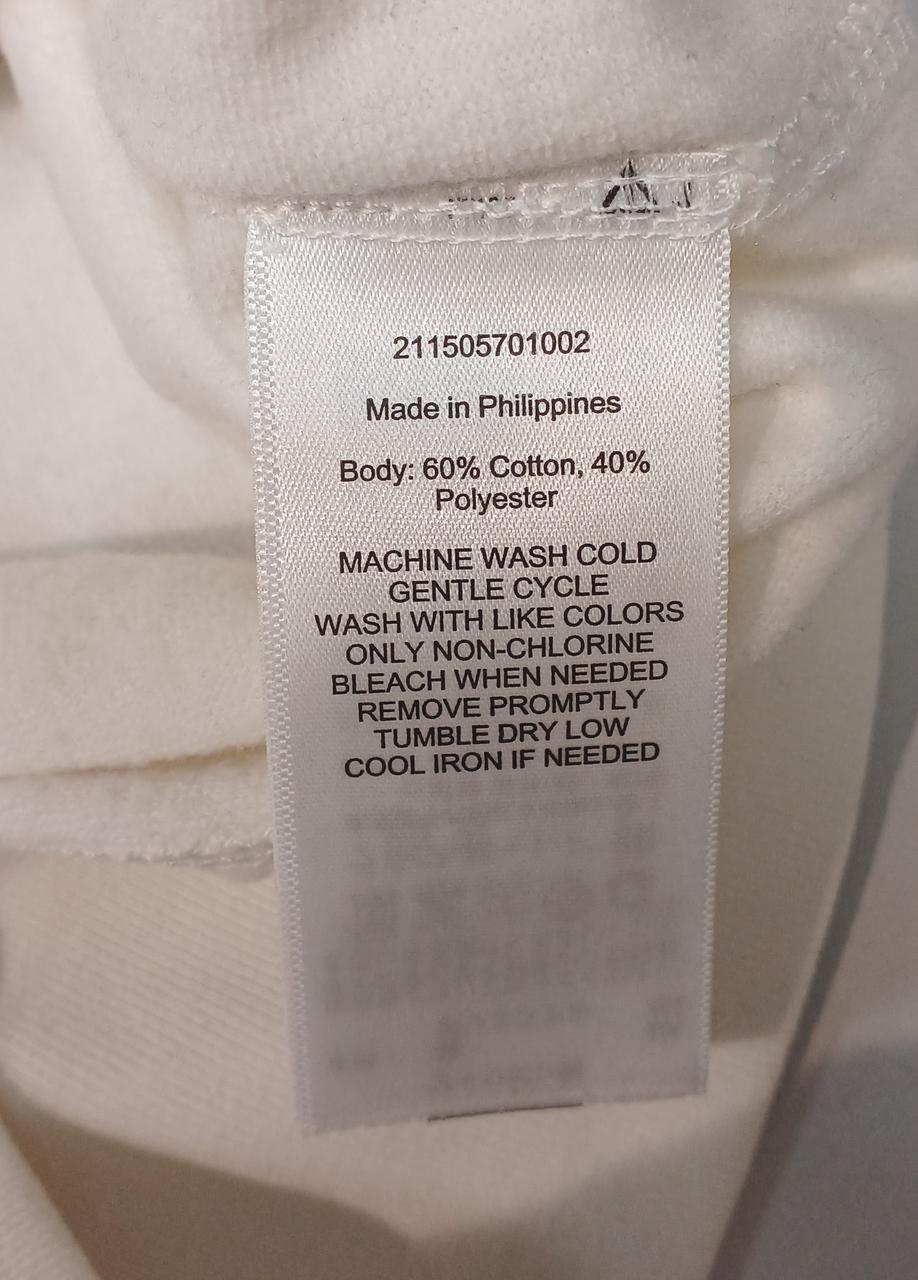 211505701002
Made in Philippines
Body: 60% Cotton, 40%
Polyester
MACHINE WASH COLD
GENTLE CYCLE
WASH WITH LIKE COLORS
ONLY NON-CHLORINE
BLEACH WHEN NEEDED
REMOVE PROMPTLY
TUMBLE DRY LOW
COOL IRON IF NEEDED